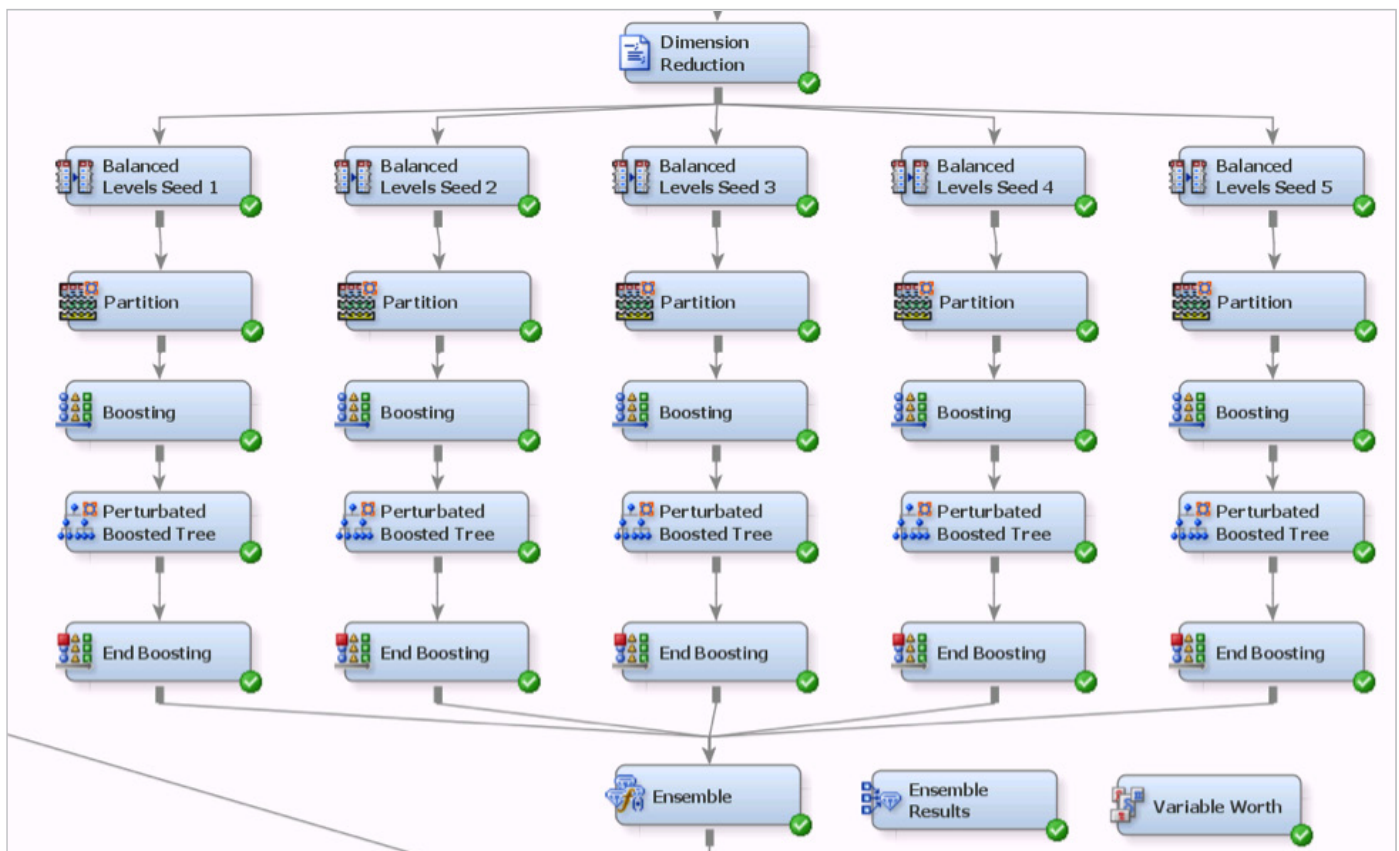 Dimension
Reduction
Balanced
Levels Seed 1
Balanced
Levels Seed 2
Balanced
Levels Seed 3
Balanced
Levels Seed 4
Balanced
Levels Seed 5
Partition
Partition
Partition
Partition
Partition
Boosting
Boosting
Boosting
Boosting
Boosting
Perturbated
Boosted Tree
Perturbated
Boosted Tree
Perturbated
Boosted Tree
Perturbated
Boosted Tree
Perturbated
Boosted Tree
End Boosting
End Boosting
End Boosting
End Boosting
End Boosting
Ensemble
Ensemble
Results
Variable Worth